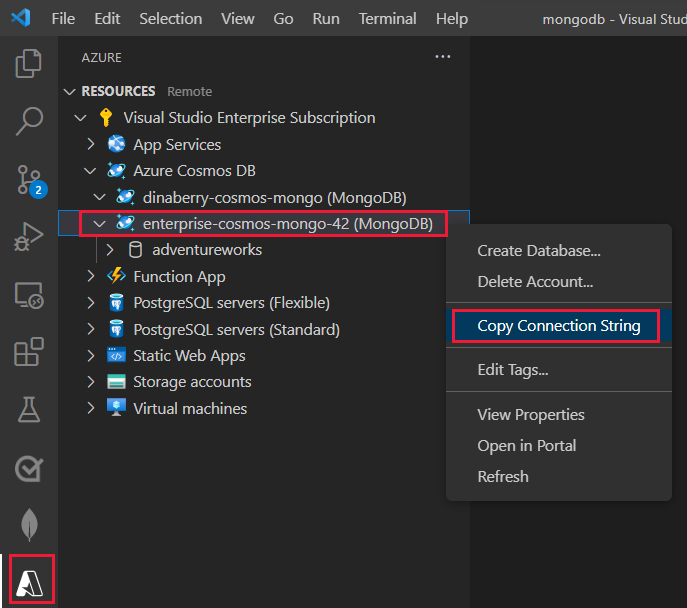 File Edit Selection View Go Run Terminal Help mongodb - Visual Stud
AZURE ...
RESOURCES Remote
Visual Studio Enterprise Subscription
App Services
Azure Cosmos DB
dinaberry-cosmos-mongo (MongoDB)
enterprise-cosmos-mongo-42 (MongoDB)
adventureworks
Function App
PostgreSQL servers (Flexible)
PostgreSQL servers (Standard)
Static Web Apps
Storage accounts
Virtual machines
2
Create Database...
Delete Account...
Copy Connection String
Edit Tags...
View Properties
Open in Portal
Refresh